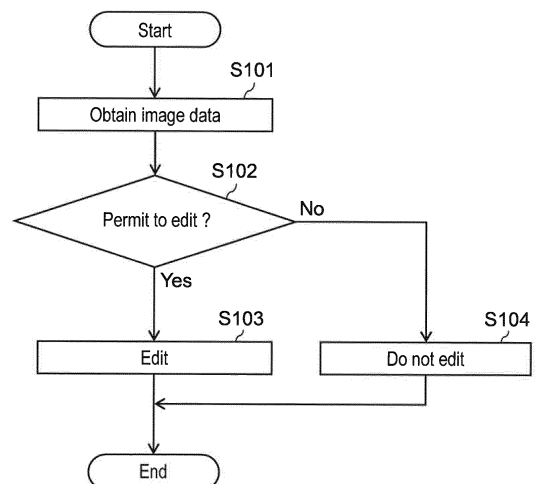 Start
S101
Obtain image data
S102
Permit to edit ?
No
Yes
S103
Edit
S104
Do not edit
End